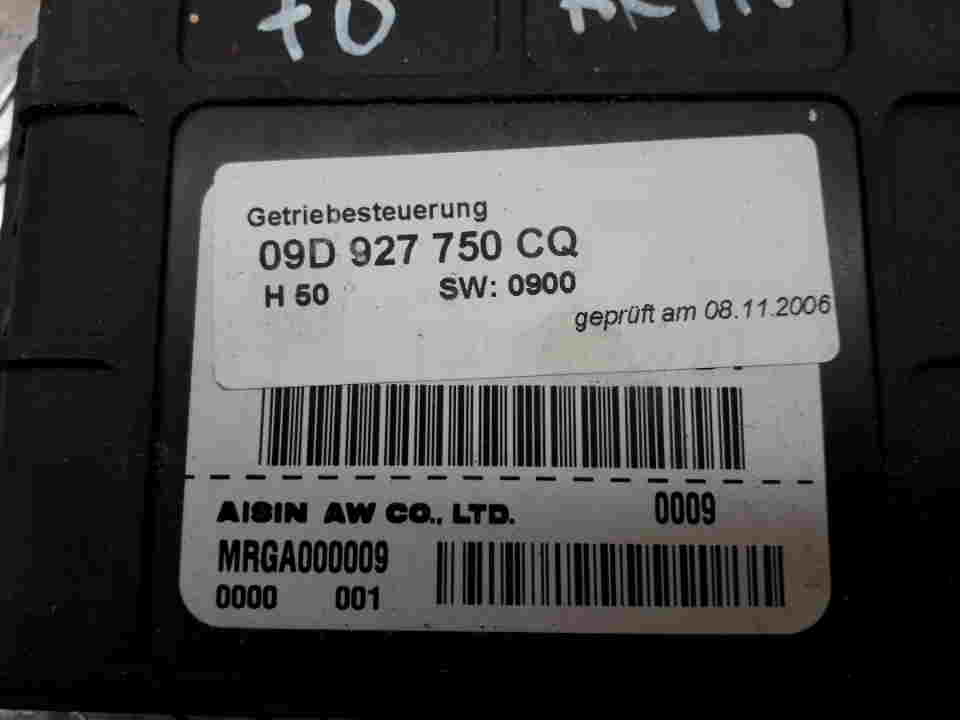 70
Getriebesteuerung
09D 927 750 CQ
H 50 SW: 0900
geprüft am 08.11.2006
AISIN AW CO., LTD. 0009
MRGA000009
0000 001